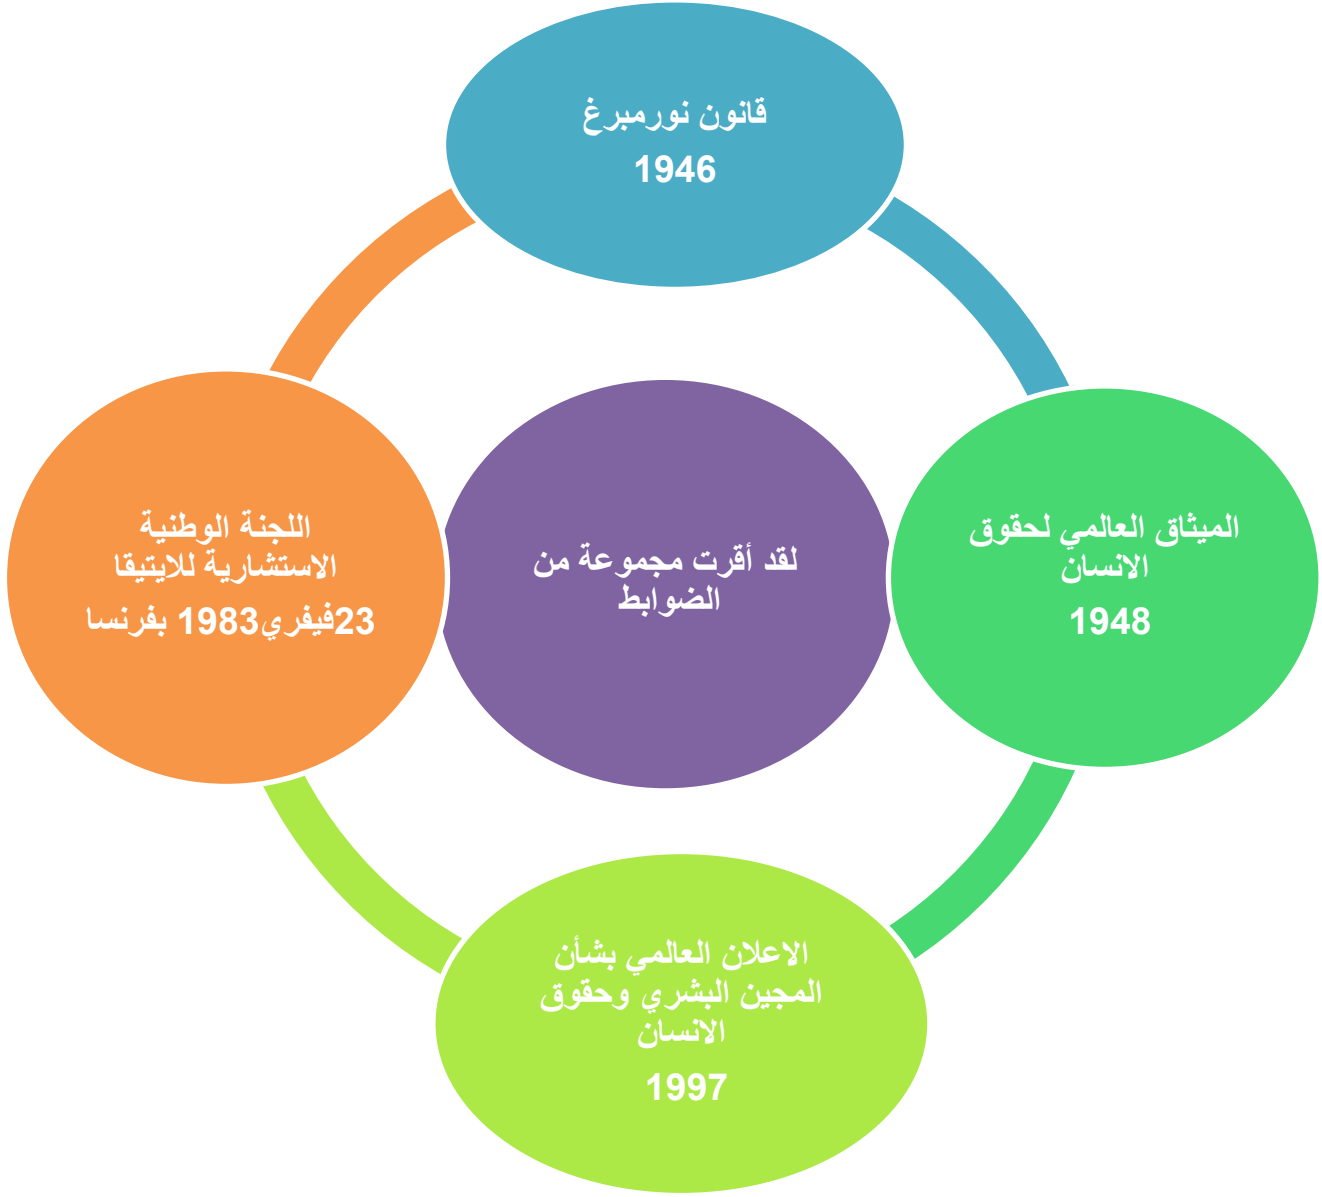 قانون نورمبرغ
1946
الميثاق العالمي لحقوق
الانسان
1948
لقد أقرت مجموعة من
الضوابط
اللجنة الوطنية
الاستشارية للايتيقا
23فيفري1983 بفرنسا
الاعلان العالمي بشأن
المجين البشري وحقوق
الانسان
1997